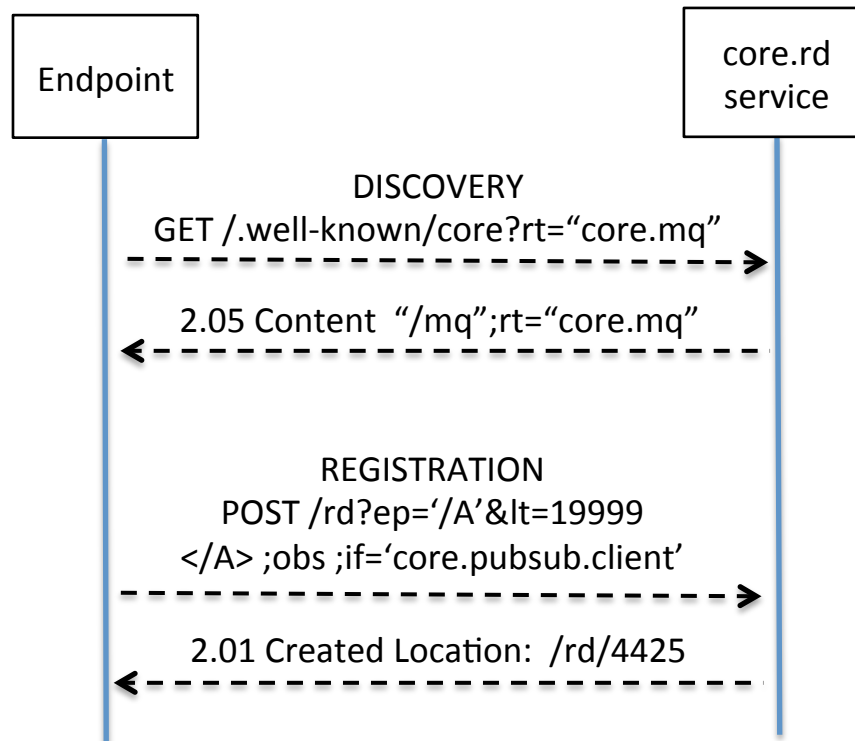 Endpoint
core.rd
service
DISCOVERY
GET /.well-known/core?rt=“core.mq”
2.05 Content “/mq”;rt=“core.mq”
REGISTRATION
POST /rd?ep=‘/A’&lt=19999
</A> ;obs ;if=‘core.pubsub.client’
2.01 Created Location: /rd/4425